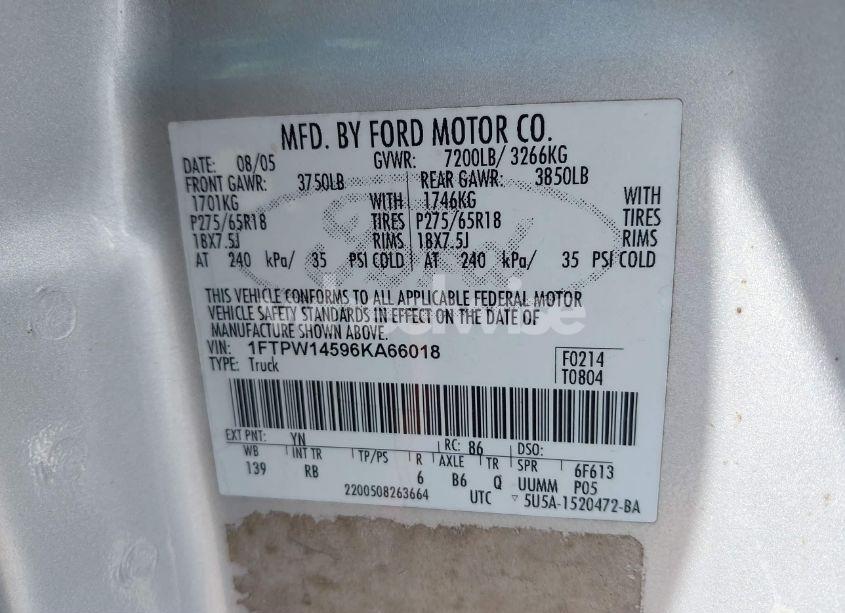 MFD. BY FORD MOTOR CO.
DATE: 08/05 GVWR: 7200LB/ 3266KG
FRONT GAWR: 3750LB REAR GAWR: 3850LB
1701KG WITH 1746KG WITH
P275/65R18 TIRES P275/65R18 TIRES
18X7.5J RIMS 18X7.5J RIMS
AT 240 kPa/ 35 PSI COLD AT 240 kPa/ 35 PSI COLD
THIS VEHICLE CONFORMS TO ALL APPLICABLE FEDERAL MOTOR
VEHICLE SAFETY STANDARDS IN EFFECT ON THE DATE OF
MANUFACTURE SHOWN ABOVE.
VIN: 1FTPW14596KA66018
TYPE: Truck
F0214
T0804
EXT PNT: YN RC: 86 DSO:
WB INT TR TP/PS R AXLE TR SPR 6F613
139 RB 6 B6 Q UUMM P05
2200508263664 UTC ▽ 5U5A-1520472-BA